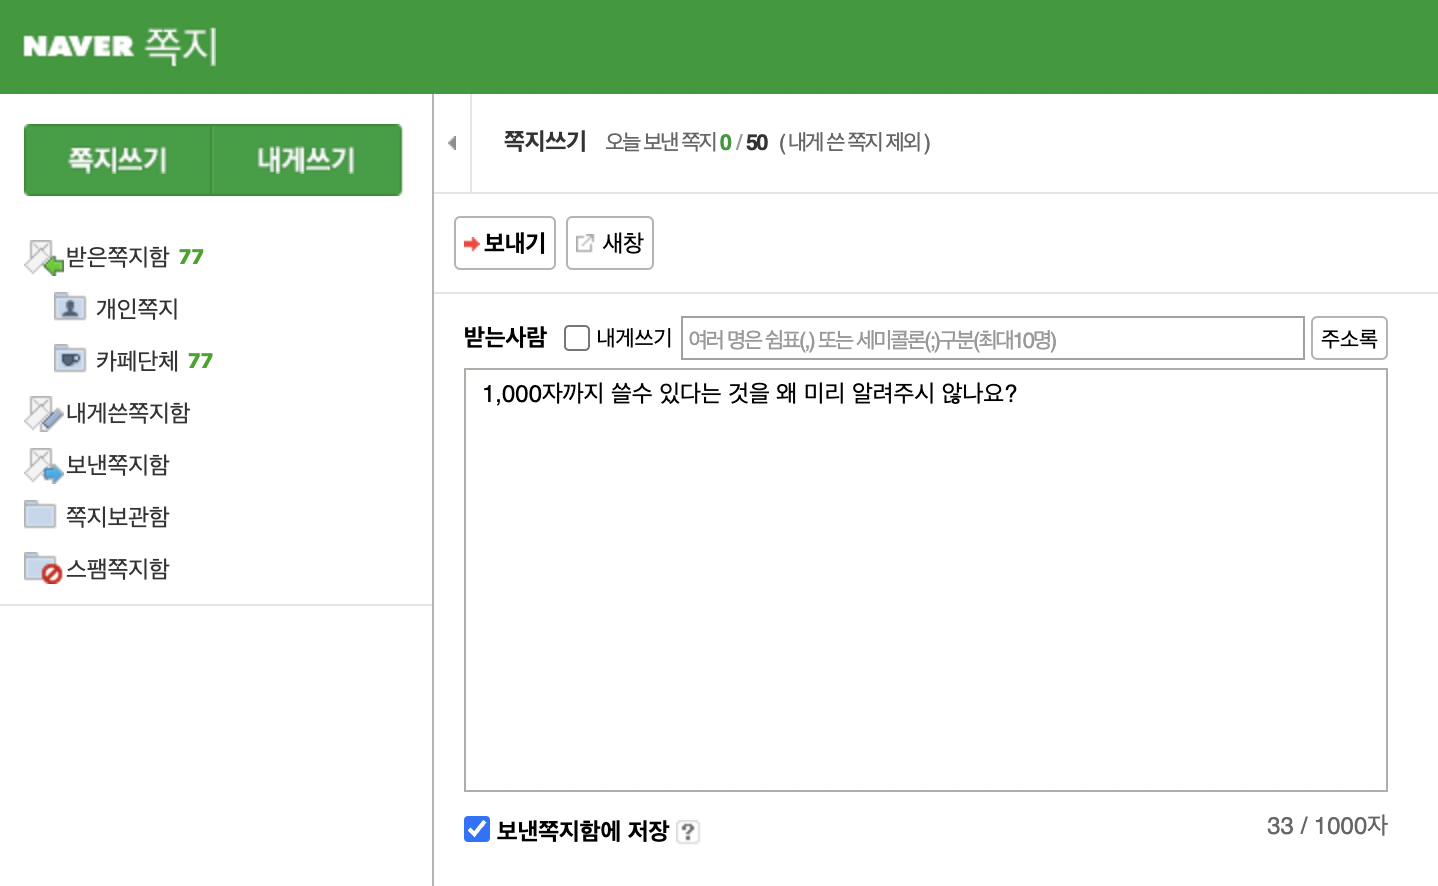 NAVER 쪽지
쪽지쓰기 내게쓰기
받은쪽지함 77
개인쪽지
카페단체 77
내게쓴쪽지함
보낸쪽지함
쪽지보관함
스팸쪽지함
쪽지쓰기 오늘 보낸 쪽지 0 / 50 ( 내게 쓴 쪽지 제외 )
보내기 새창
받는사람 내게쓰기 여러 명은 쉼표(,) 또는 세미콜론(;)구분(최대10명) 주소록
1,000자까지 쓸수 있다는 것을 왜 미리 알려주시 않나요?
보낸쪽지함에 저장 ?
33 / 1000자